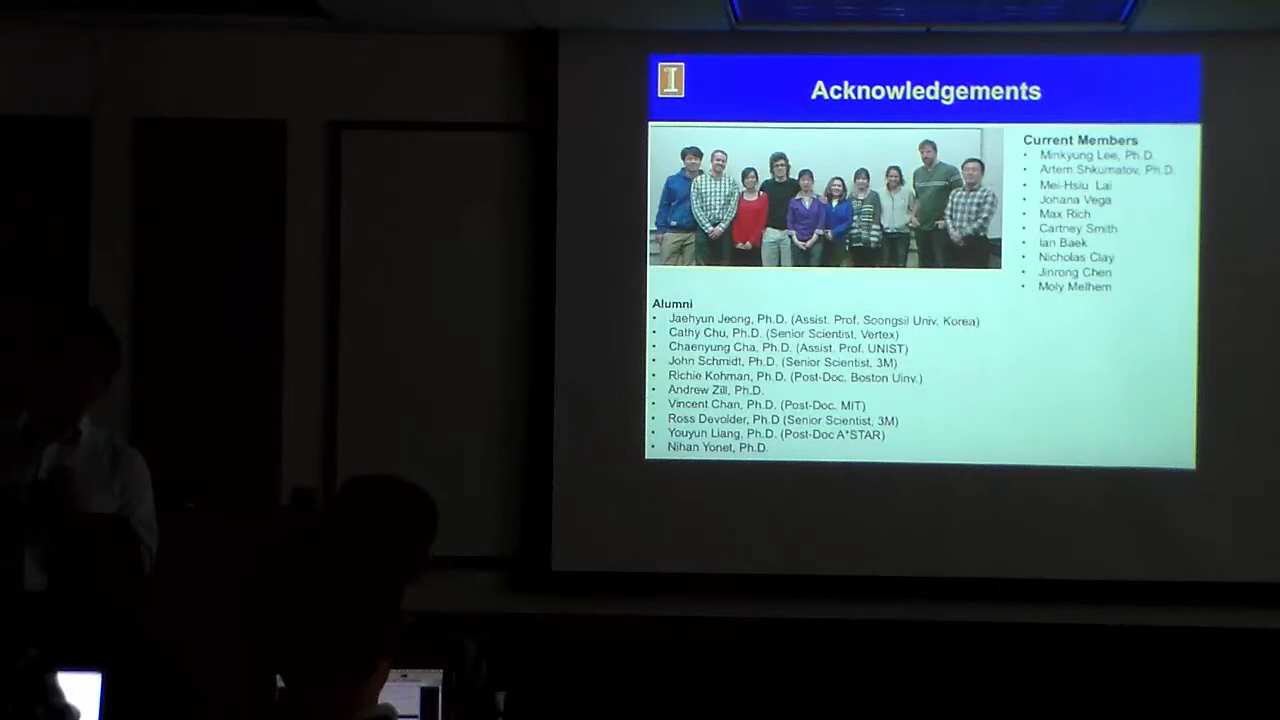 I
Acknowledgements
Current Members
• Minkyung Lee, Ph.D.
• Artem Shkumatov, Ph.D.
• Mei-Hsiu Lai
• Johana Vega
• Max Rich
• Cartney Smith
• Ian Baek
• Nicholas Clay
• Jinrong Chen
• Moly Melhem
Alumni
• Jaehyun Jeong, Ph.D. (Assist. Prof. Soongsil Univ. Korea)
• Cathy Chu, Ph.D. (Senior Scientist, Vertex)
• Chaenyung Cha, Ph.D. (Assist. Prof. UNIST)
• John Schmidt, Ph.D. (Senior Scientist, 3M)
• Richie Kohman, Ph.D. (Post-Doc, Boston Uinv.)
• Andrew Zill, Ph.D.
• Vincent Chan, Ph.D. (Post-Doc, MIT)
• Ross Devolder, Ph.D (Senior Scientist, 3M)
• Youyun Liang, Ph.D. (Post-Doc A*STAR)
• Nihan Yonet, Ph.D.